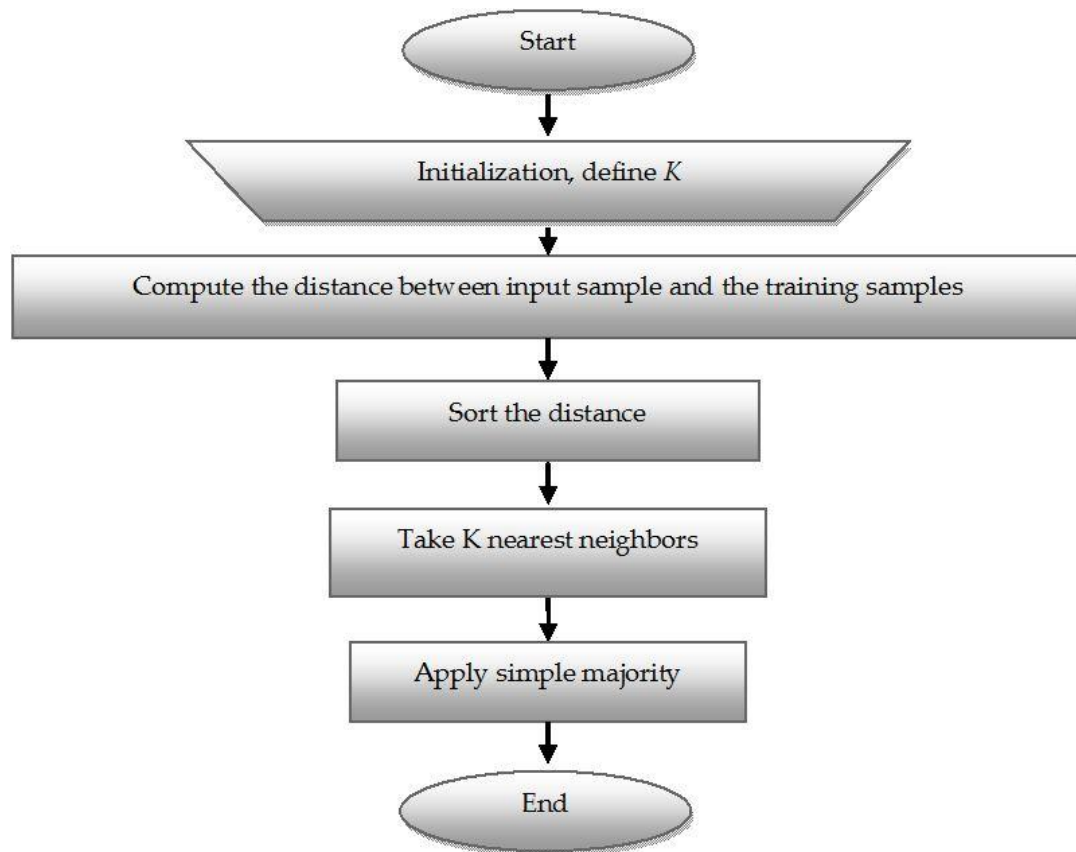 Start
Initialization, define K
Compute the distance between input sample and the training samples
Sort the distance
Take K nearest neighbors
Apply simple majority
End